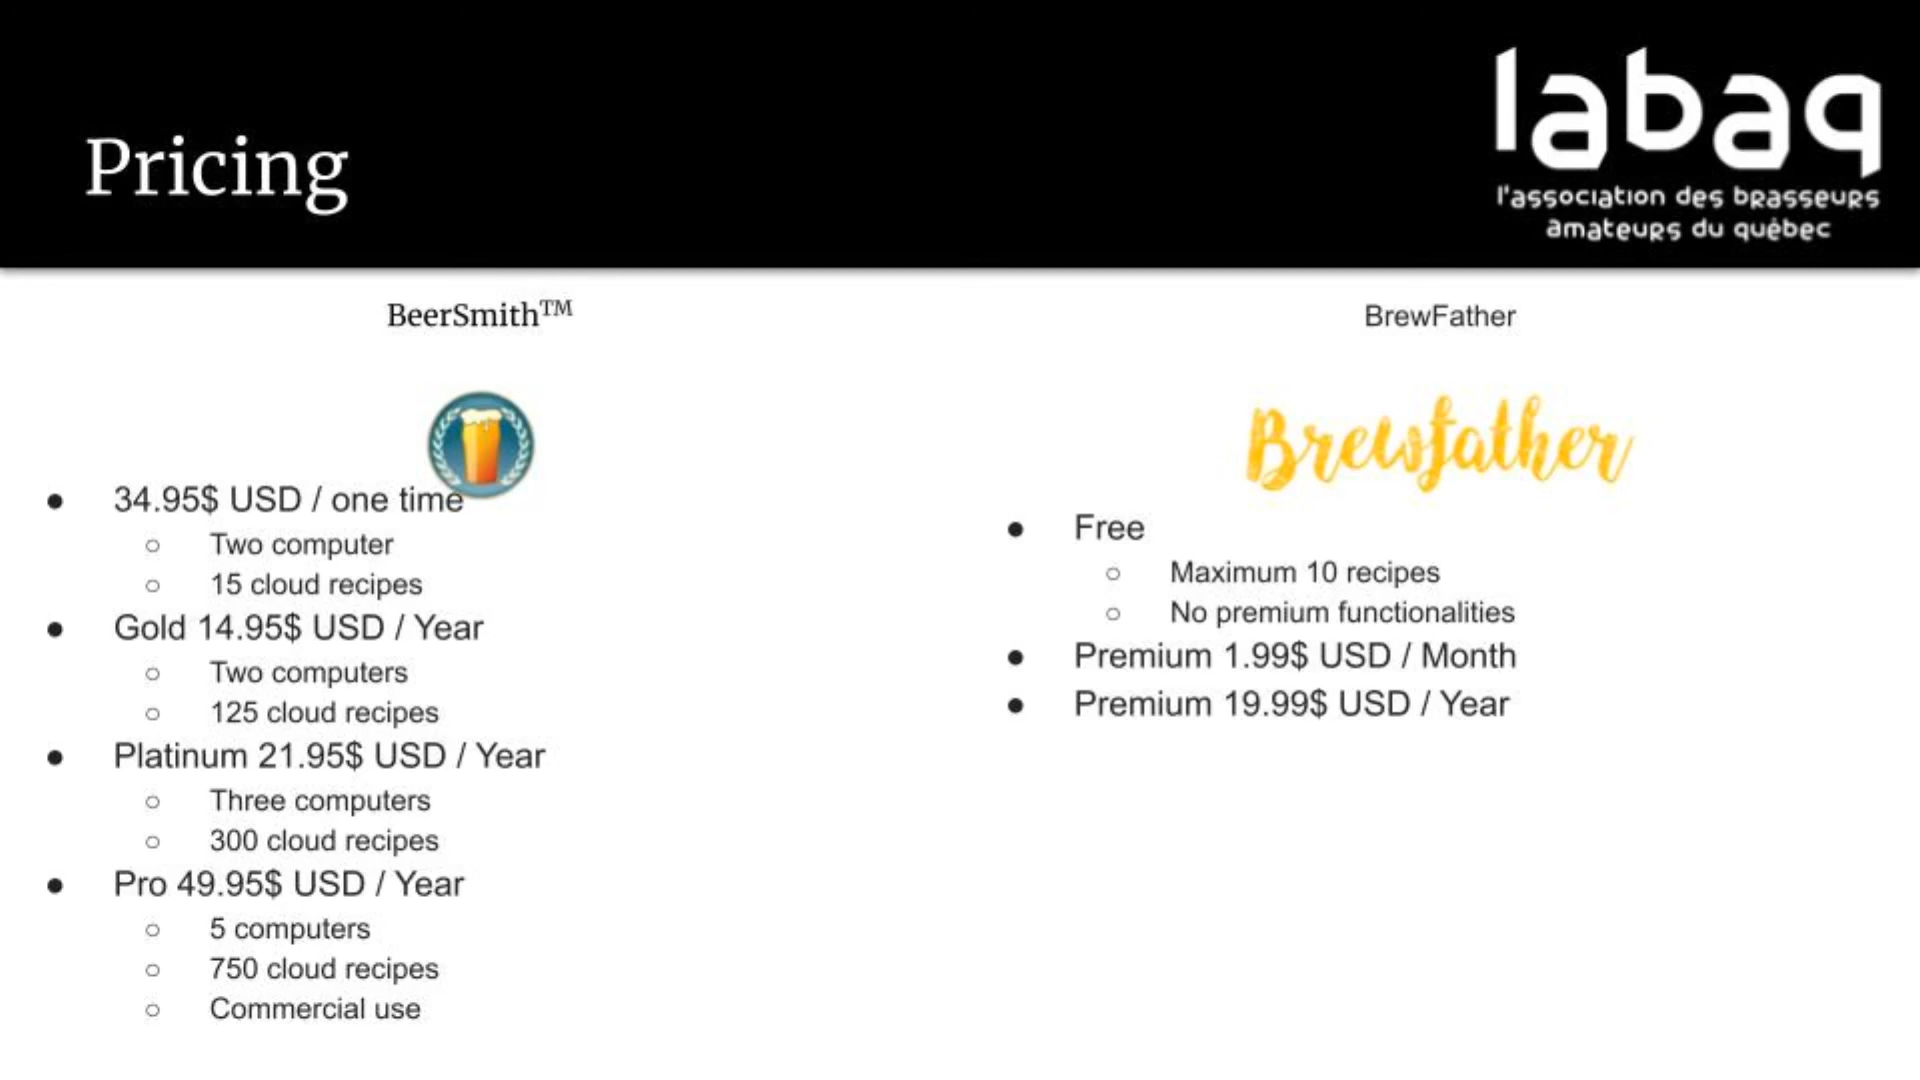 Pricing
labaq
l'association des brasseurs
amateurs du québec
BeerSmith™
34.95$ USD / one time
Two computer
15 cloud recipes
Gold 14.95$ USD / Year
Two computers
125 cloud recipes
Platinum 21.95$ USD / Year
Three computers
300 cloud recipes
Pro 49.95$ USD / Year
5 computers
750 cloud recipes
Commercial use
BrewFather
Brewfather
Free
Maximum 10 recipes
No premium functionalities
Premium 1.99$ USD / Month
Premium 19.99$ USD / Year